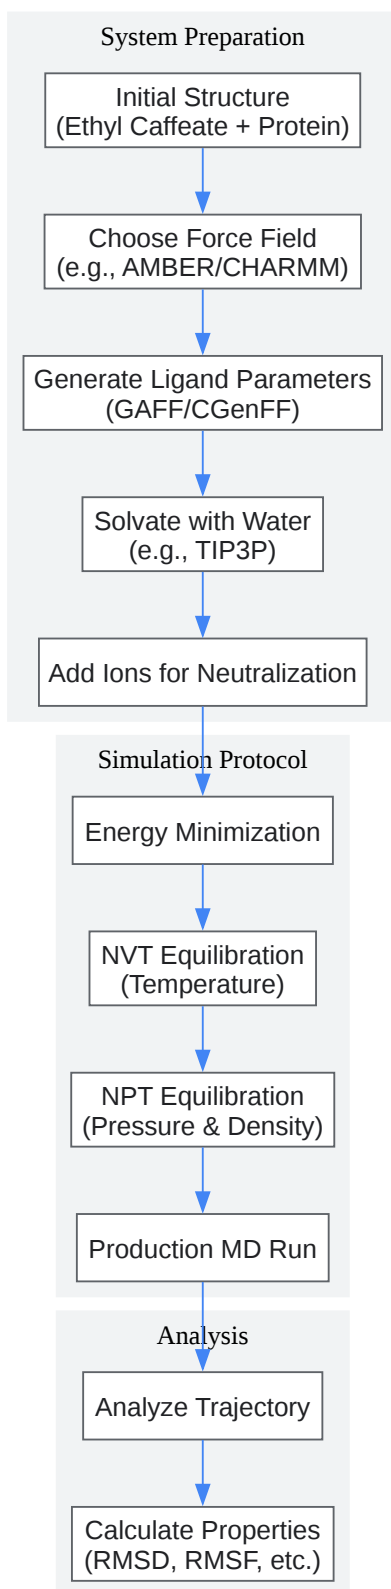 System Preparation
Initial Structure
(Ethyl Caffeate + Protein)
Choose Force Field
(e.g., AMBER/CHARMM)
Generate Ligand Parameters
(GAFF/CGenFF)
Solvate with Water
(e.g., TIP3P)
Add Ions for Neutralization
Simulation Protocol
Energy Minimization
NVT Equilibration
(Temperature)
NPT Equilibration
(Pressure & Density)
Production MD Run
Analysis
Analyze Trajectory
Calculate Properties
(RMSD, RMSF, etc.)